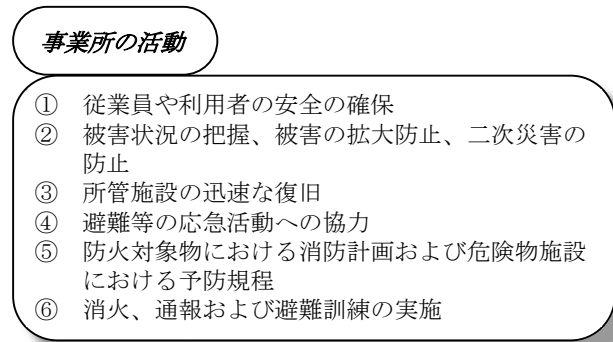 事業所の活動
① 従業員や利用者の安全の確保
② 被害状況の把握、被害の拡大防止、二次災害の
防止
③ 所管施設の迅速な復旧
④ 避難等の応急活動への協力
⑤ 防火対象物における消防計画および危険物施設
における予防規程
⑥ 消火、通報および避難訓練の実施